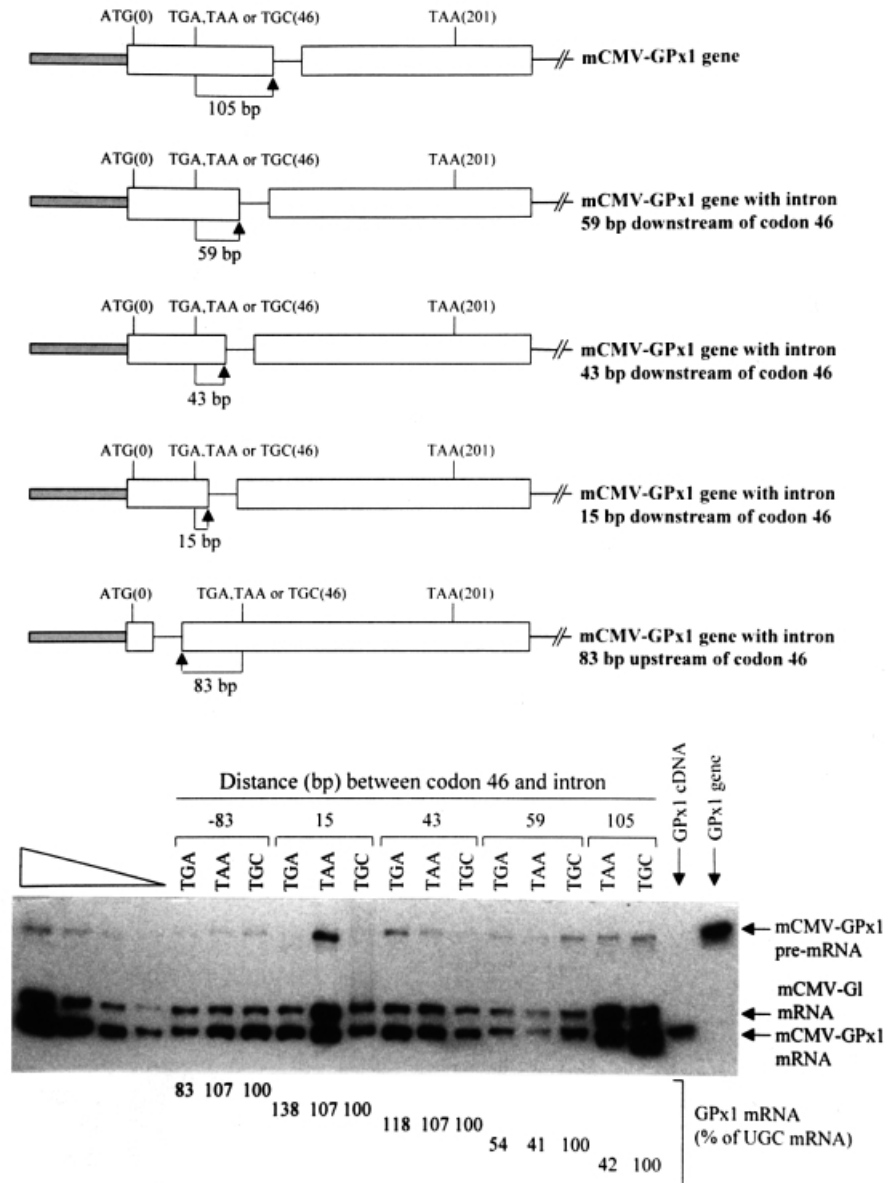 ATG(0) TGA,TAA or TGC(46) TAA(201)
mCMV-GPx1 gene
105 bp
ATG(0) TGA,TAA or TGC(46) TAA(201)
mCMV-GPx1 gene with intron
59 bp downstream of codon 46
59 bp
ATG(0) TGA,TAA or TGC(46) TAA(201)
mCMV-GPx1 gene with intron
43 bp downstream of codon 46
43 bp
ATG(0) TGA,TAA or TGC(46) TAA(201)
mCMV-GPx1 gene with intron
15 bp downstream of codon 46
15 bp
ATG(0) TGA,TAA or TGC(46) TAA(201)
mCMV-GPx1 gene with intron
83 bp upstream of codon 46
83 bp
Distance (bp) between codon 46 and intron
GPx1 cDNA
GPx1 gene
-83 15 43 59 105
TGA TAA TGC TGA TAA TGC TGA TAA TGC TGA TAA TGC TAA TGC
mCMV-GPx1
pre-mRNA
mCMV-Gl
mRNA
mCMV-GPx1
mRNA
83 107 100
138 107 100
118 107 100
54 41 100
42 100
GPx1 mRNA
(% of UGC mRNA)